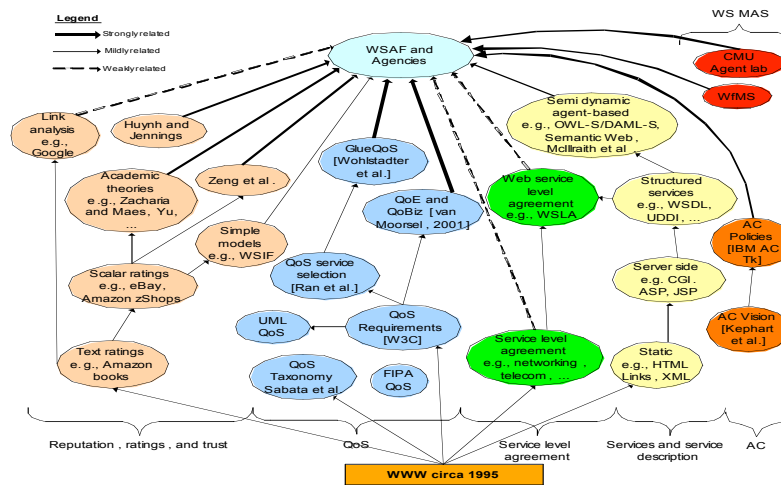 Legend
Strongly related
Mildly related
Weakly related
WS MAS
WSAF and
Agencies
CMU
Agent lab
WfMS
Link
analysis
e.g.,
Google
Huynh and
Jennings
Semi dynamic
agent-based
e.g., OWL-S/DAML-S,
Semantic Web,
McIlraith et al
GlueQoS
[Wohlstadter
et al.]
Academic
theories
e.g., Zacharia
and Maes, Yu,
...
Zeng et al.
Web service
level
agreement
e.g., WSLA
Structured
services
e.g., WSDL,
UDDI, ...
QoE and
QoBiz [van
Moorsel, 2001]
Simple
models
e.g., WSIF
AC
Policies
[IBM AC
Tk]
QoS service
selection
[Ran et al.]
Scalar ratings
e.g., eBay,
Amazon zShops
Server side
e.g. CGI.
ASP, JSP
UML
QoS
QoS
Requirements
[W3C]
AC Vision
[Kephart
et al.]
Text ratings
e.g., Amazon
books
Service level
agreement
e.g., networking,
telecom, ...
Static
e.g., HTML
Links, XML
QoS
Taxonomy
Sabata et al
FIPA
QoS
Reputation, ratings, and trust
QoS
Service level
agreement
Services and service
description
AC
WWW circa 1995